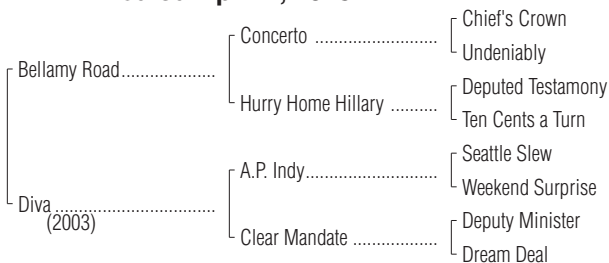 Chief's Crown
Concerto ........................
Undeniably
Bellamy Road...................
Deputed Testamony
Hurry Home Hillary ..........
Ten Cents a Turn
Seattle Slew
A.P. Indy..........................
Weekend Surprise
Diva ................................
(2003)
Deputy Minister
Clear Mandate .................
Dream Deal